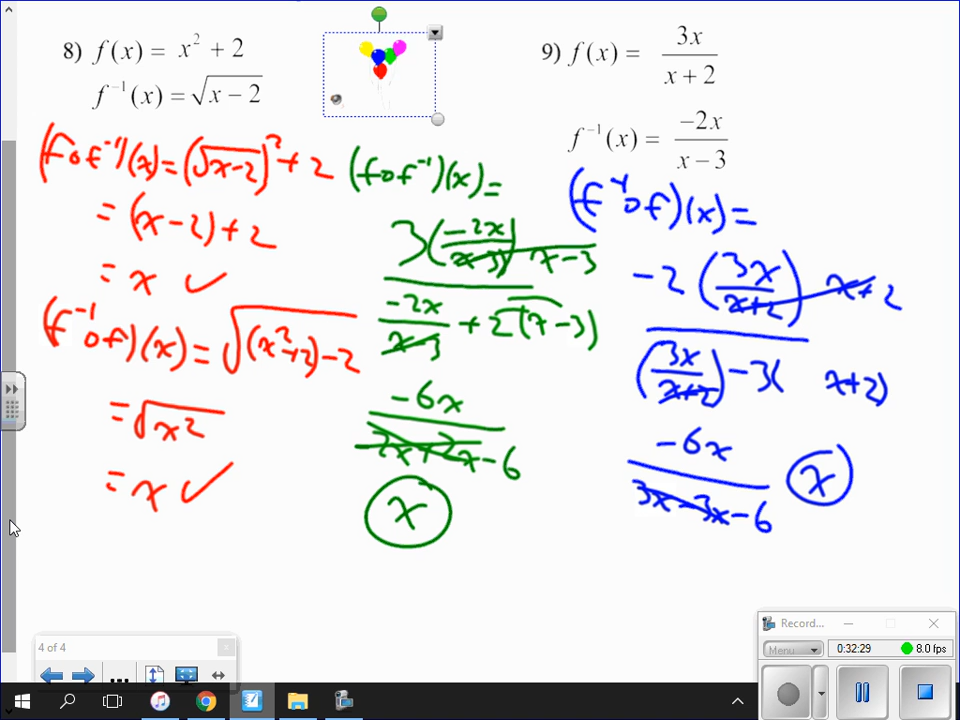 8) f(x) = x² + 2
f⁻¹(x) = √(x − 2)
(f o f⁻¹)(x) = (√x−2)² + 2
= (x − 2) + 2
= x ✓
(f⁻¹ o f)(x) = √(x²+2) − 2
= √x²
= x ✓
(f o f⁻¹)(x) =
3(−2x/x−3) x−3
−2x/x−3 + 2(x − 3)
−6x
2x + 2x − 6
x
9) f(x) = 3x/(x + 2)
f⁻¹(x) = −2x/(x − 3)
(f⁻¹ o f)(x) =
−2 (3x/x+2) x+2
(3x/x+2) − 3( x+2)
−6x
3x − 3x − 6
x
4 of 4
...
Record...
Menu
0:32:29
8.0 fps